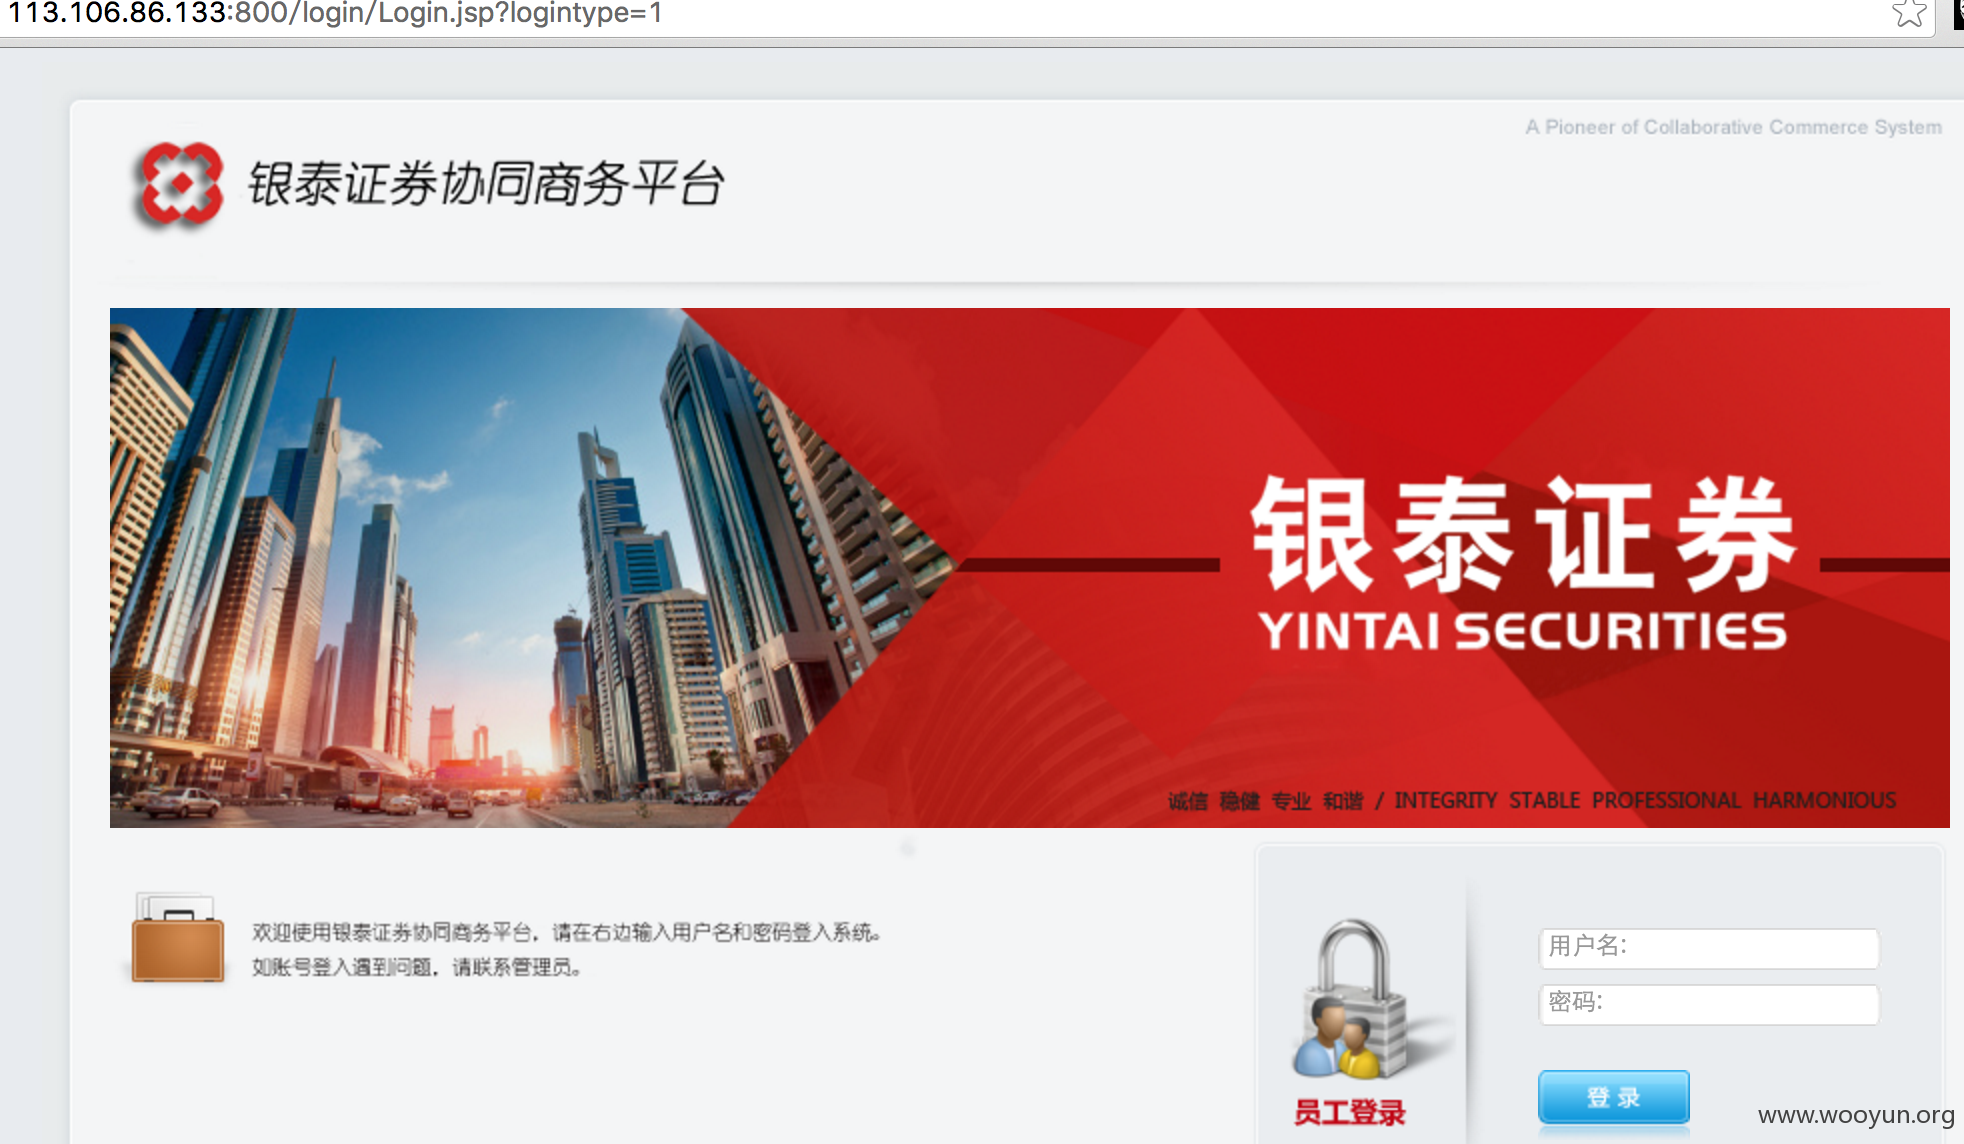 113.106.86.133:800/login/Login.jsp?logintype=1
A Pioneer of Collaborative Commerce System
银泰证券协同商务平台
银泰证券
YINTAI SECURITIES
诚信 稳健 专业 和谐 / INTEGRITY STABLE PROFESSIONAL HARMONIOUS
欢迎使用银泰证券协同商务平台，请在右边输入用户名和密码登入系统。
如账号登入遇到问题，请联系管理员。
用户名:
密码:
员工登录
登 录
www.wooyun.org